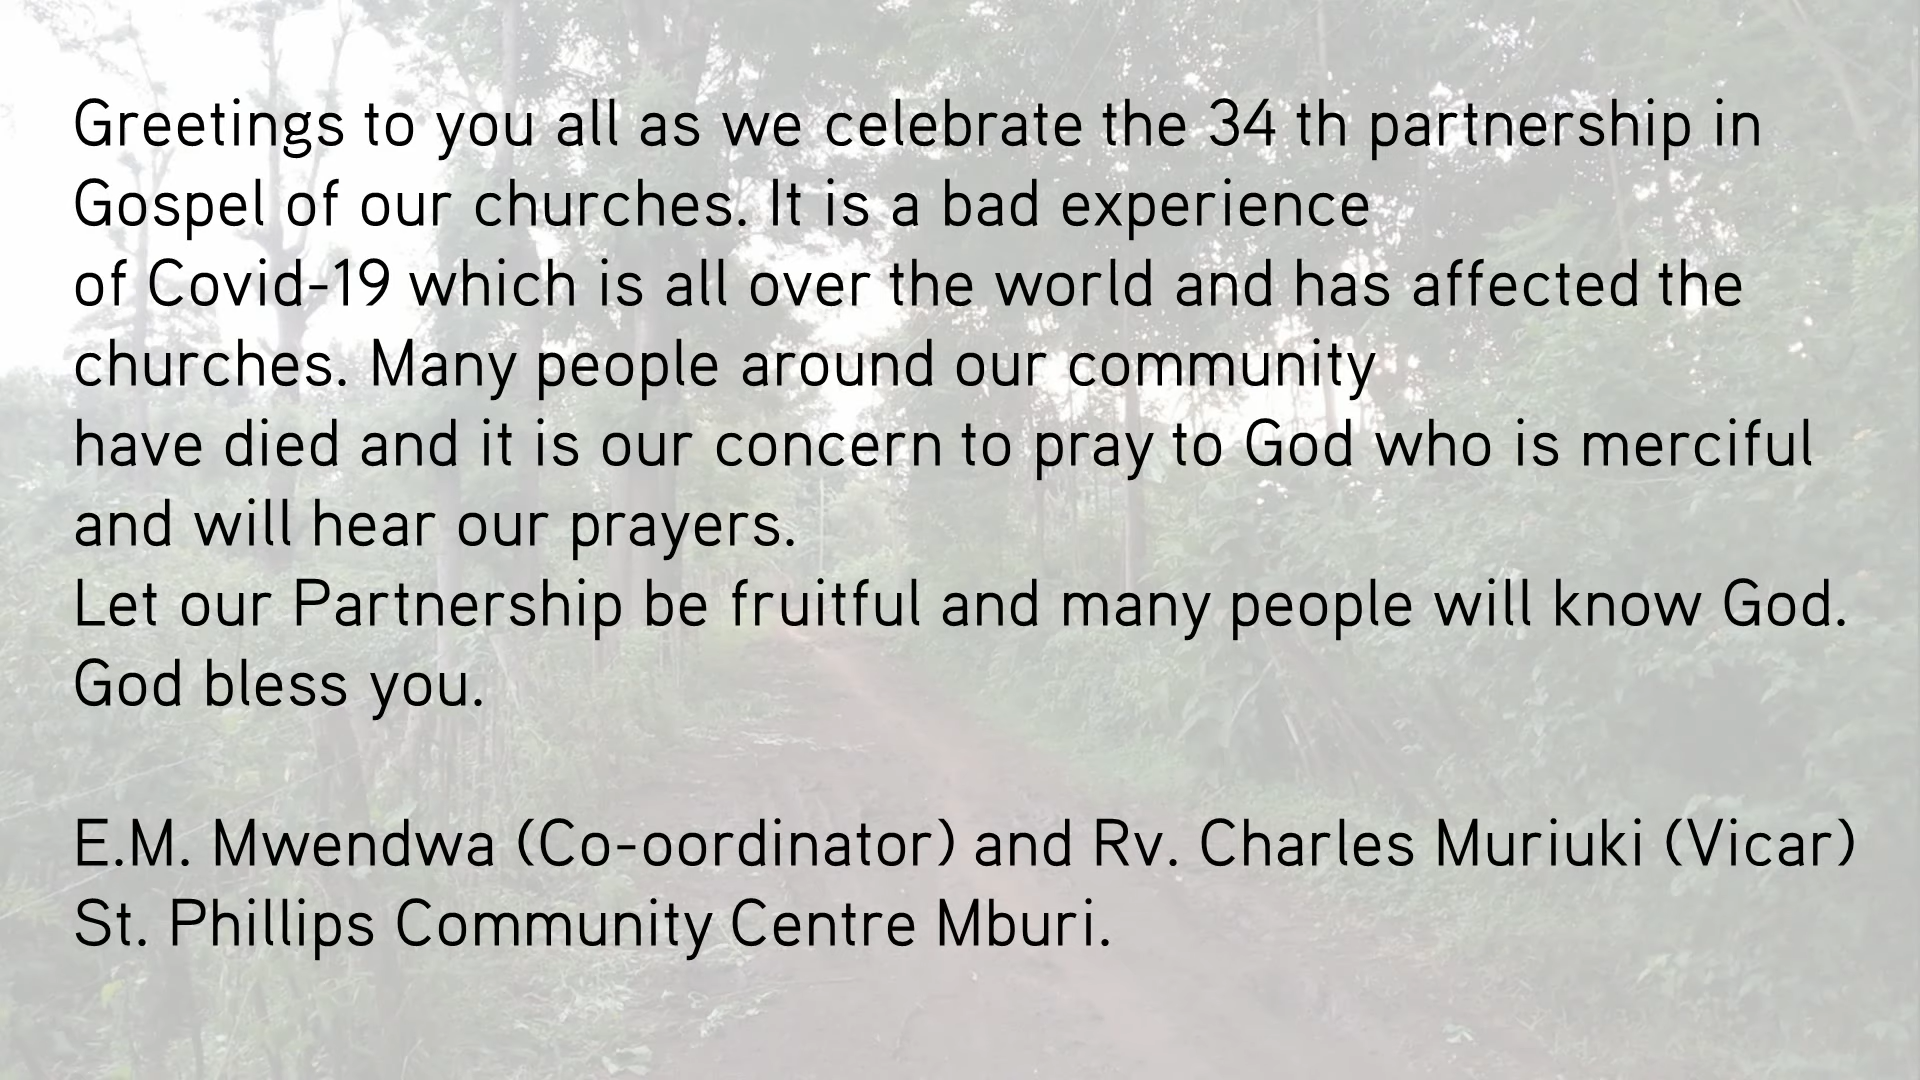 Greetings to you all as we celebrate the 34 th partnership in
Gospel of our churches. It is a bad experience
of Covid-19 which is all over the world and has affected the
churches. Many people around our community
have died and it is our concern to pray to God who is merciful
and will hear our prayers.
Let our Partnership be fruitful and many people will know God.
God bless you.
E.M. Mwendwa (Co-oordinator) and Rv. Charles Muriuki (Vicar)
St. Phillips Community Centre Mburi.